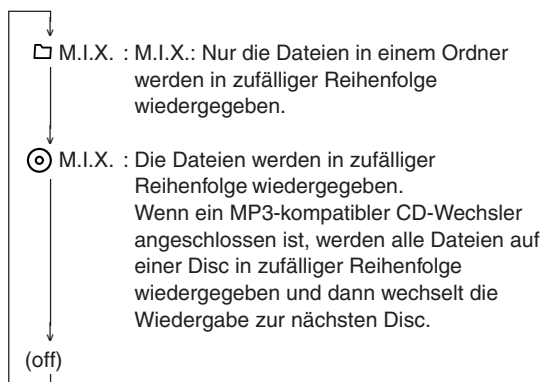 M.I.X. : M.I.X.: Nur die Dateien in einem Ordner
werden in zufälliger Reihenfolge
wiedergegeben.
M.I.X. : Die Dateien werden in zufälliger
Reihenfolge wiedergegeben.
Wenn ein MP3-kompatibler CD-Wechsler
angeschlossen ist, werden alle Dateien auf
einer Disc in zufälliger Reihenfolge
wiedergegeben und dann wechselt die
Wiedergabe zur nächsten Disc.
(off)